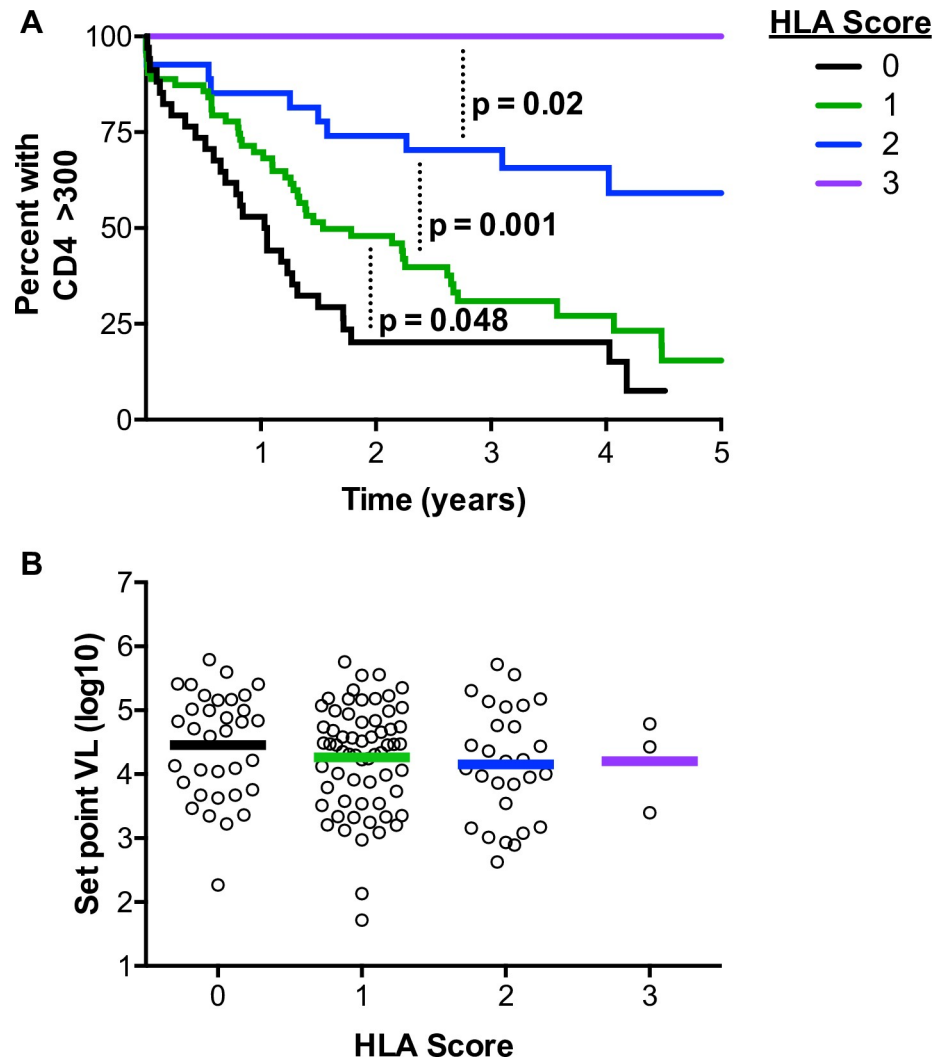 A
HLA Score
0
1
2
3
Percent with
CD4 >300
100
75
50
25
0
p = 0.02
p = 0.001
p = 0.048
1
2
3
4
5
Time (years)
B
Set point VL (log10)
7
6
5
4
3
2
1
0
1
2
3
HLA Score